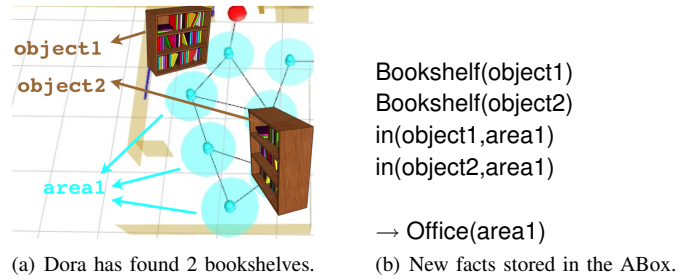 object1
object2
area1
(a) Dora has found 2 bookshelves.
Bookshelf(object1)
Bookshelf(object2)
in(object1,area1)
in(object2,area1)
→ Office(area1)
(b) New facts stored in the ABox.